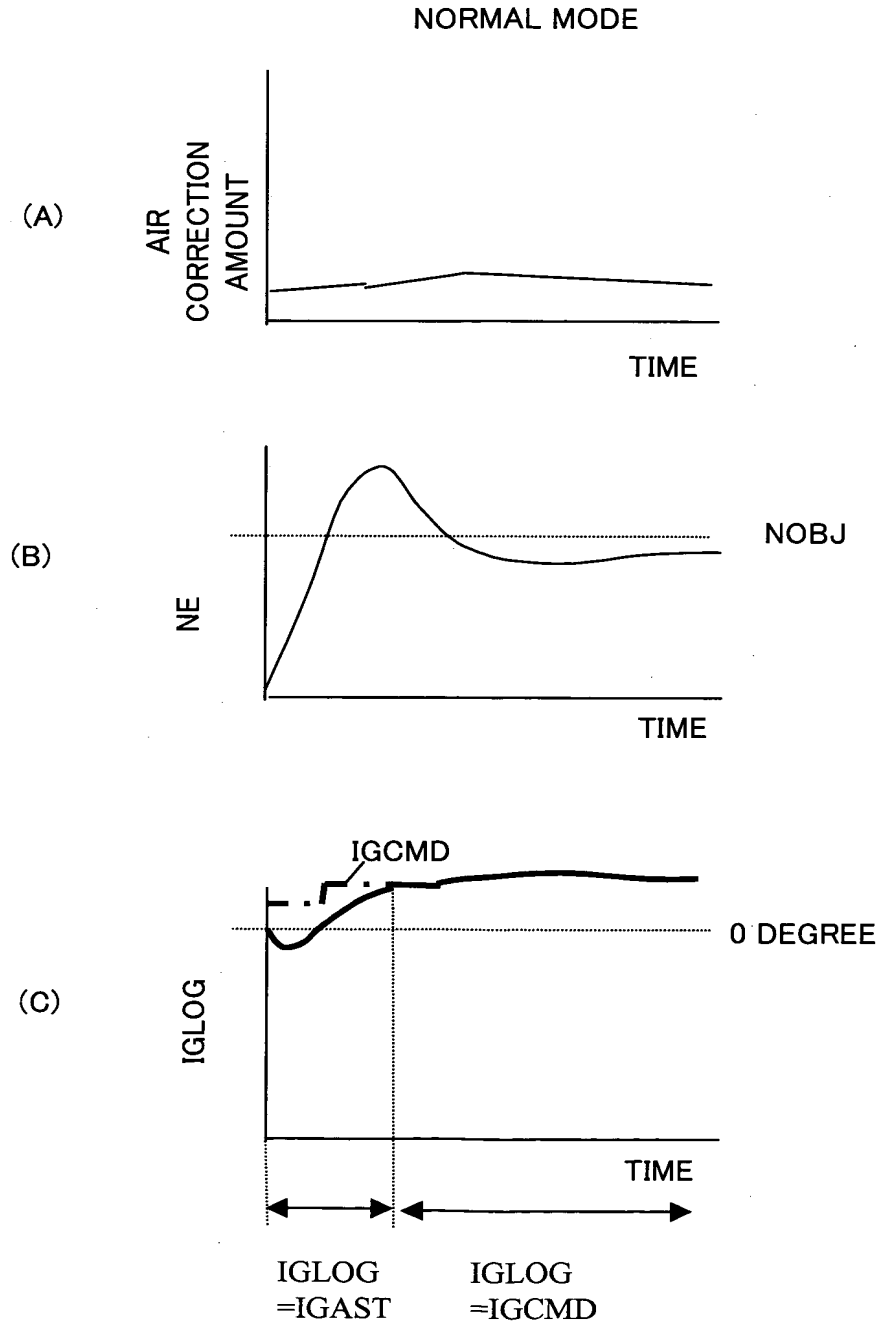 NORMAL MODE
(A)
AIR
CORRECTION
AMOUNT
TIME
(B)
NE
NOBJ
TIME
(C)
IGLOG
IGCMD
0 DEGREE
TIME
IGLOG
=IGAST
IGLOG
=IGCMD